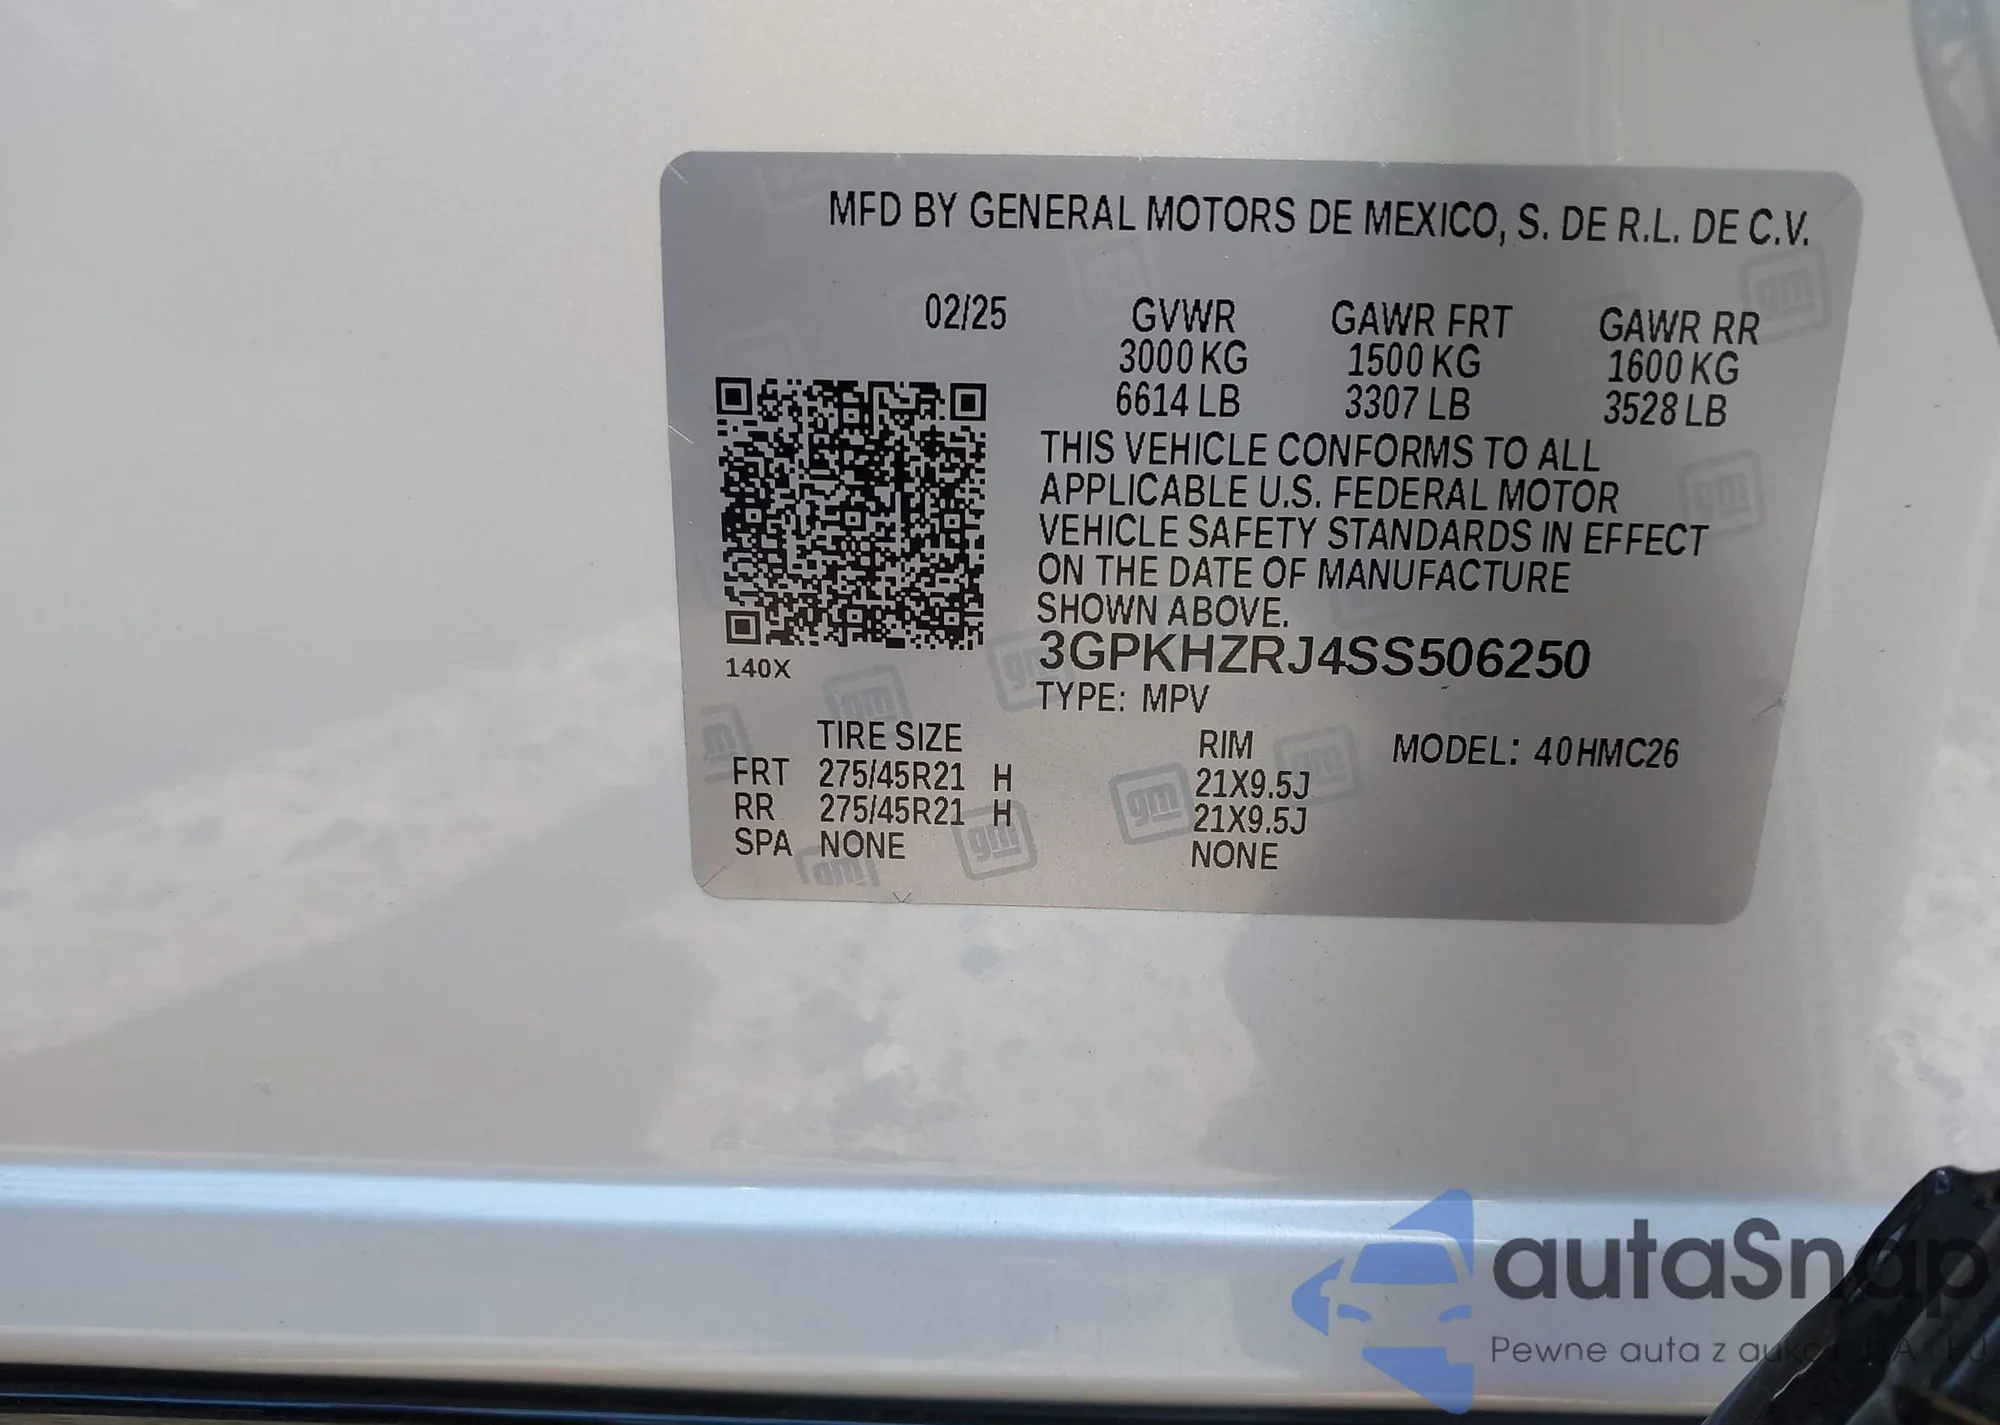 MFD BY GENERAL MOTORS DE MEXICO, S. DE R.L. DE C.V.
02/25 GVWR GAWR FRT GAWR RR
3000 KG 1500 KG 1600 KG
6614 LB 3307 LB 3528 LB
THIS VEHICLE CONFORMS TO ALL
APPLICABLE U.S. FEDERAL MOTOR
VEHICLE SAFETY STANDARDS IN EFFECT
ON THE DATE OF MANUFACTURE
SHOWN ABOVE.
3GPKHZRJ4SS506250
140X
TYPE: MPV
TIRE SIZE RIM MODEL: 40HMC26
FRT 275/45R21 H 21X9.5J
RR 275/45R21 H 21X9.5J
SPA NONE NONE
gm
autaSnap
Pewne auta z